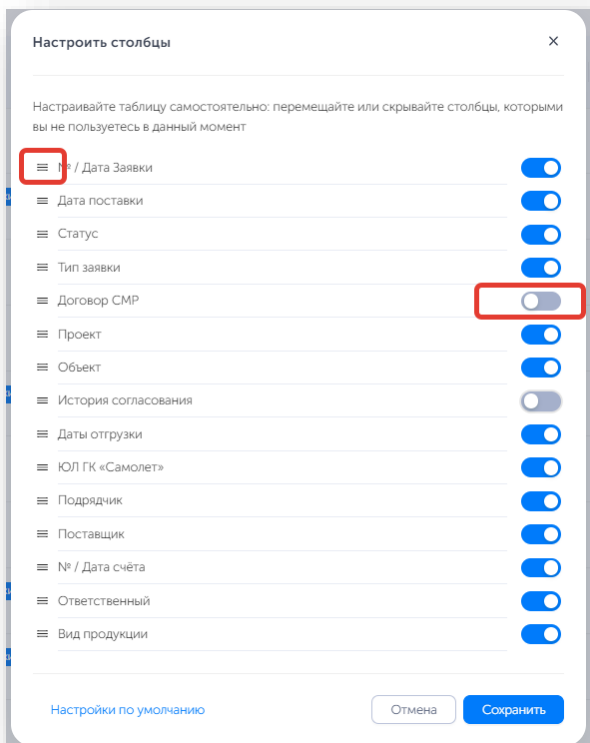 Настроить столбцы
Настраивайте таблицу самостоятельно: перемещайте или скрывайте столбцы, которыми
вы не пользуетесь в данный момент
№ / Дата Заявки
Дата поставки
Статус
Тип заявки
Договор СМР
Проект
Объект
История согласования
Даты отгрузки
ЮЛ ГК «Самолет»
Подрядчик
Поставщик
№ / Дата счёта
Ответственный
Вид продукции
Настройки по умолчанию
Отмена
Сохранить